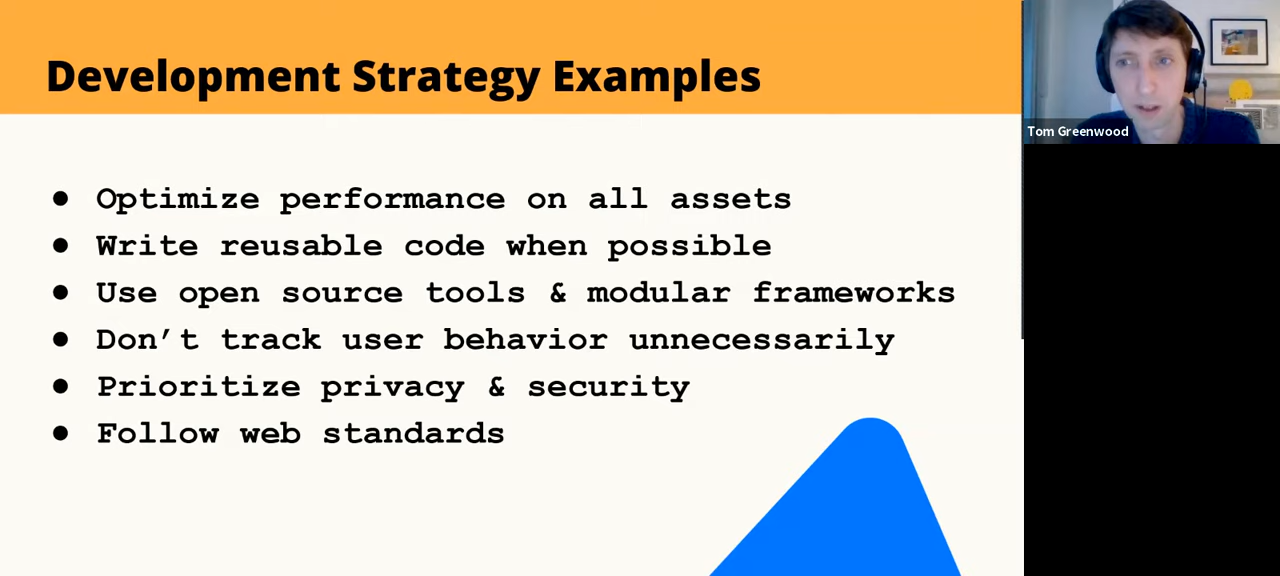 Development Strategy Examples
● Optimize performance on all assets
● Write reusable code when possible
● Use open source tools & modular frameworks
● Don’t track user behavior unnecessarily
● Prioritize privacy & security
● Follow web standards
Tom Greenwood